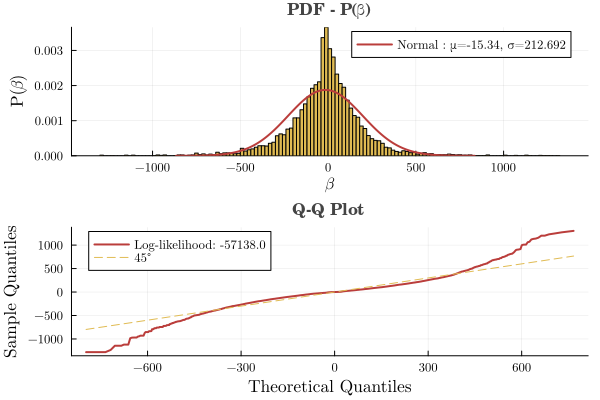 PDF - P(β)
Normal : μ=-15.34, σ=212.692
0.003
0.002
0.001
0.000
P(β)
−1000
−500
0
500
1000
β
Q-Q Plot
Log-likelihood: -57138.0
45°
1000
500
0
−500
−1000
Sample Quantiles
−600
−300
0
300
600
Theoretical Quantiles